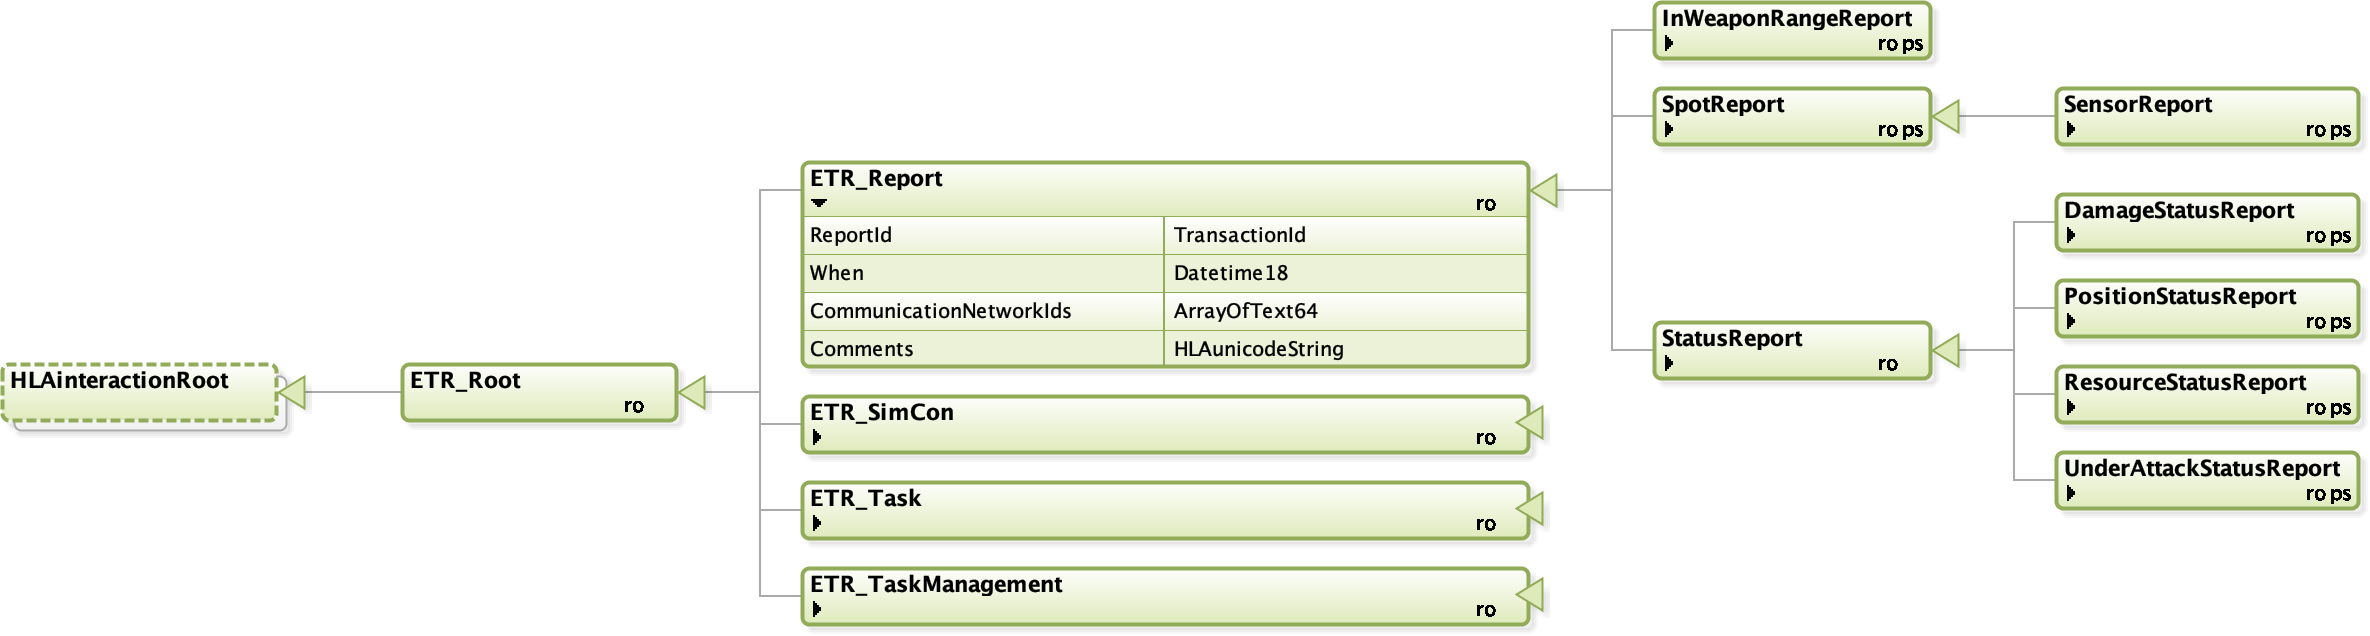 HLAinteractionRoot
ETR_Root
ro
ETR_Report
ro
ReportId TransactionId
When Datetime18
CommunicationNetworkIds ArrayOfText64
Comments HLAunicodeString
ETR_SimCon
ro
ETR_Task
ro
ETR_TaskManagement
ro
InWeaponRangeReport
ro ps
SpotReport
ro ps
StatusReport
ro
SensorReport
ro ps
DamageStatusReport
ro ps
PositionStatusReport
ro ps
ResourceStatusReport
ro ps
UnderAttackStatusReport
ro ps